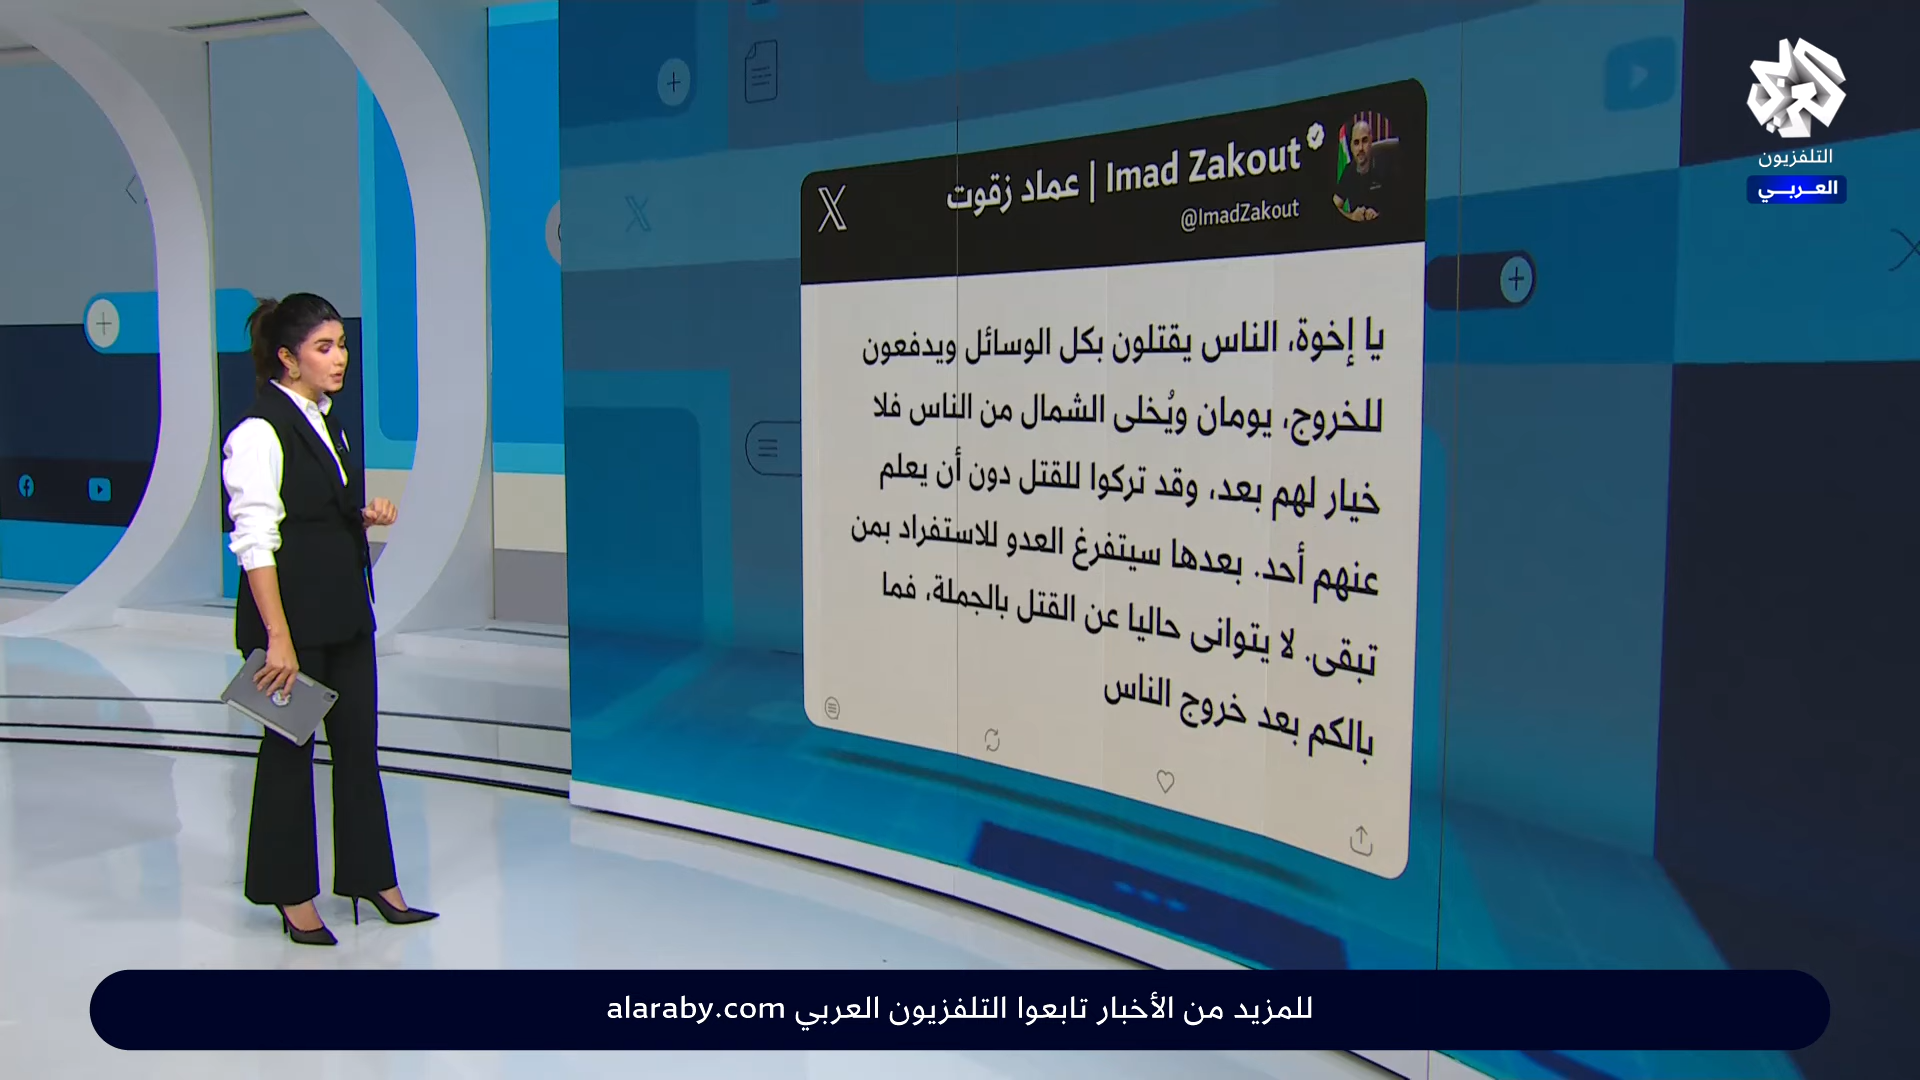 التلفزيون
العربي
Imad Zakout | عماد زقوت
@ImadZakout
يا إخوة، الناس يقتلون بكل الوسائل ويدفعون
للخروج، يومان ويُخلى الشمال من الناس فلا
خيار لهم بعد، وقد تركوا للقتل دون أن يعلم
عنهم أحد. بعدها سيتفرغ العدو للاستفراد بمن
تبقى. لا يتوانى حاليا عن القتل بالجملة، فما
بالكم بعد خروج الناس
للمزيد من الأخبار تابعوا التلفزيون العربي alaraby.com